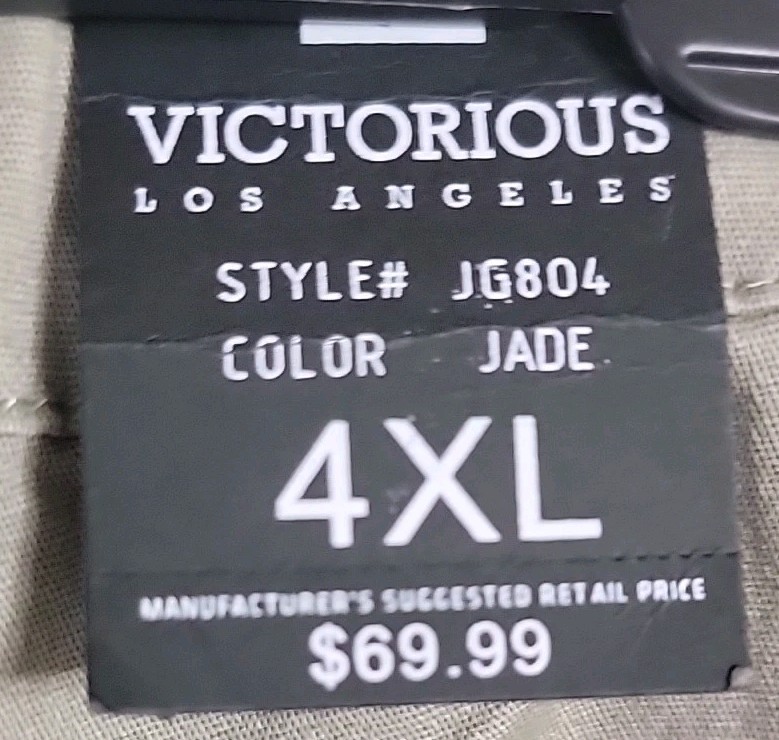 VICTORIOUS
LOS ANGELES
STYLE# JG804
COLOR JADE
4XL
MANUFACTURER'S SUGGESTED RETAIL PRICE
$69.99